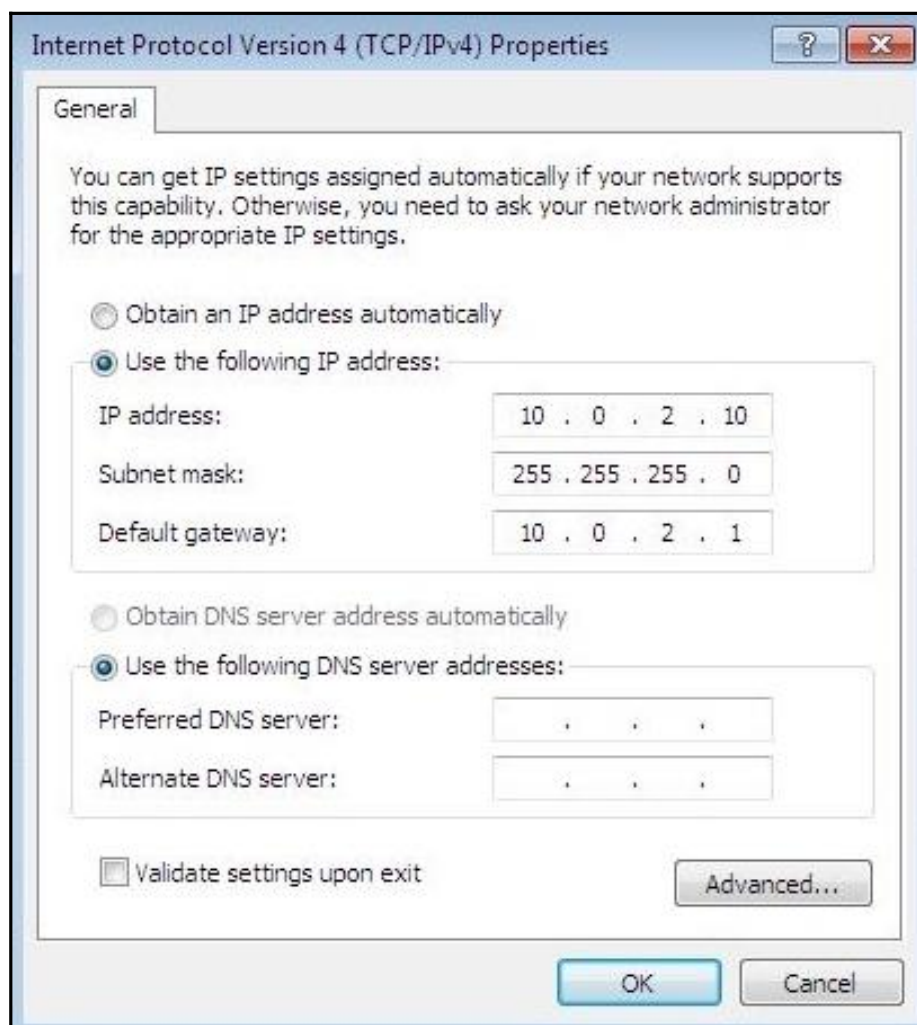 Internet Protocol Version 4 (TCP/IPv4) Properties
General
You can get IP settings assigned automatically if your network supports
this capability. Otherwise, you need to ask your network administrator
for the appropriate IP settings.
Obtain an IP address automatically
Use the following IP address:
IP address: 10 . 0 . 2 . 10
Subnet mask: 255 . 255 . 255 . 0
Default gateway: 10 . 0 . 2 . 1
Obtain DNS server address automatically
Use the following DNS server addresses:
Preferred DNS server: . . .
Alternate DNS server: . . .
Validate settings upon exit
Advanced...
OK Cancel